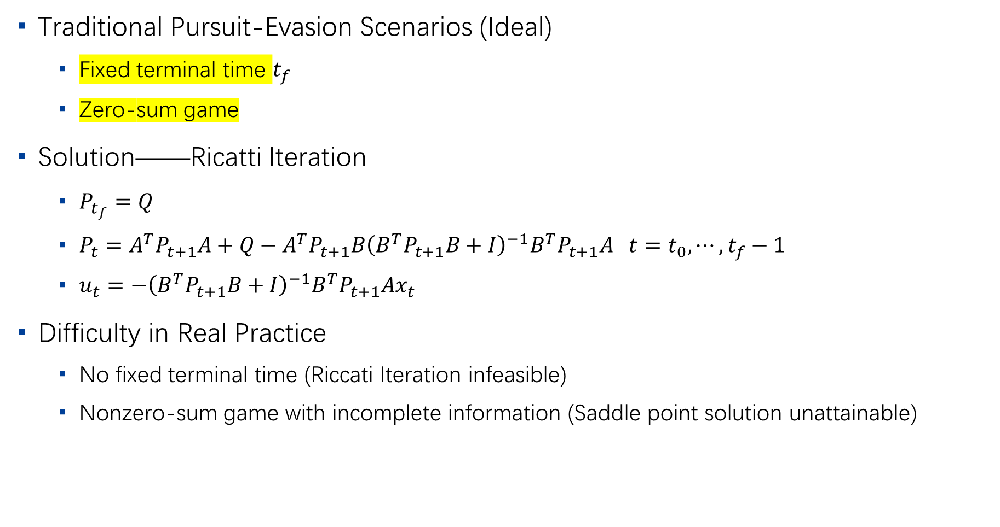 ▪ Traditional Pursuit-Evasion Scenarios (Ideal)
▪ Fixed terminal time $t_f$
▪ Zero-sum game
▪ Solution——Ricatti Iteration
▪ $P_{t_f} = Q$
▪ $P_t = A^T P_{t+1} A + Q - A^T P_{t+1} B (B^T P_{t+1} B + I)^{-1} B^T P_{t+1} A \;\; t = t_0, \cdots, t_f - 1$
▪ $u_t = -(B^T P_{t+1} B + I)^{-1} B^T P_{t+1} A x_t$
▪ Difficulty in Real Practice
▪ No fixed terminal time (Riccati Iteration infeasible)
▪ Nonzero-sum game with incomplete information (Saddle point solution unattainable)